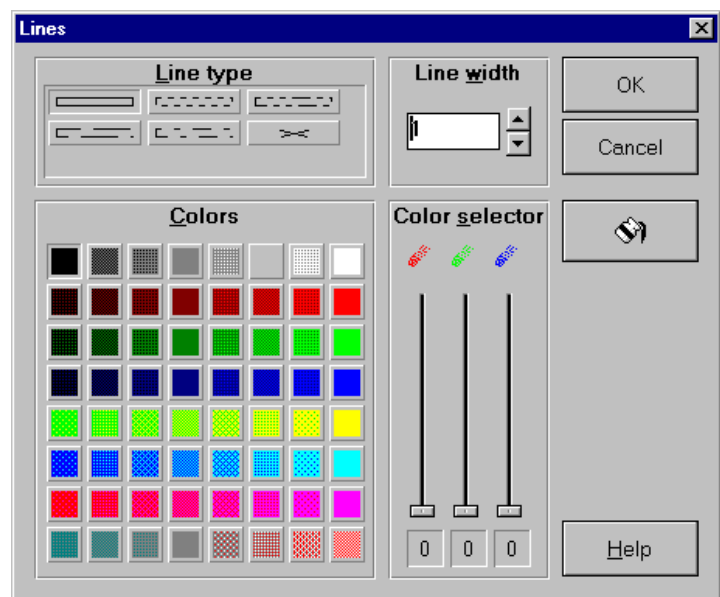 Lines
Line type
Line width
OK
1
Cancel
Colors
Color selector
0 0 0
Help